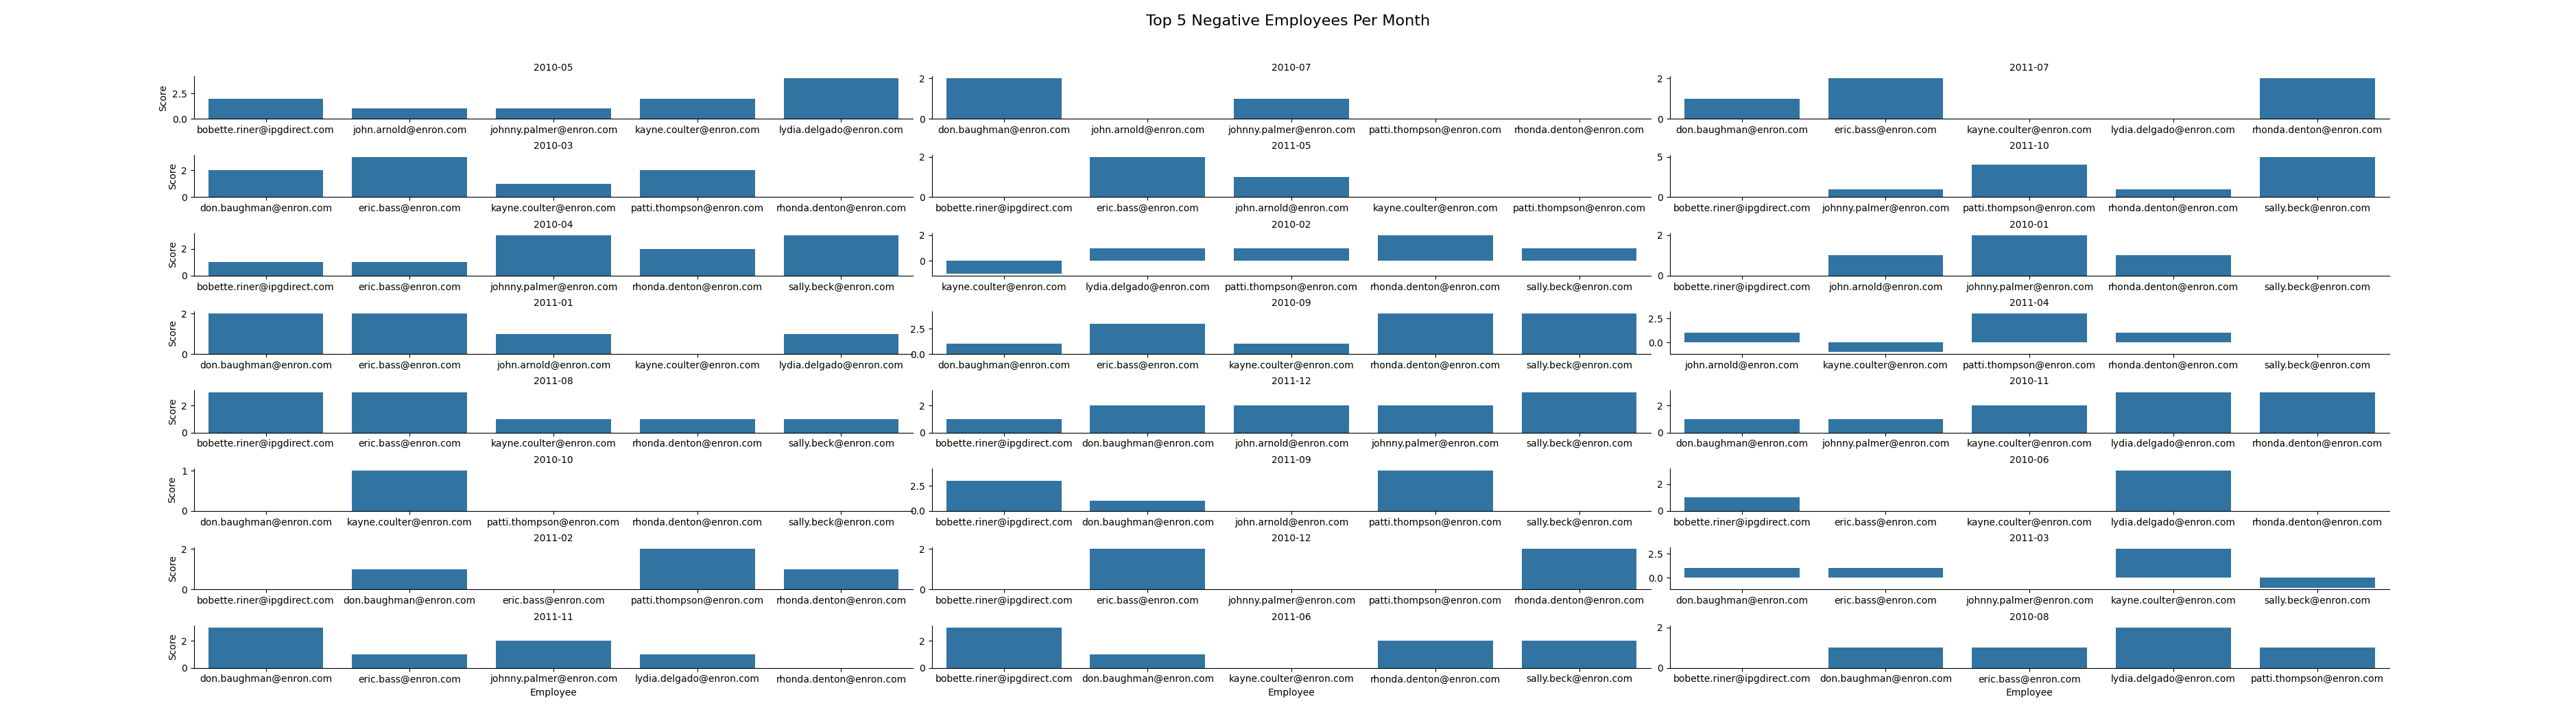 Top 5 Negative Employees Per Month
2010-05 2010-07 2011-07
Score 2.5 0.0 2 0 2 1 0
bobette.riner@ipgdirect.com john.arnold@enron.com johnny.palmer@enron.com kayne.coulter@enron.com lydia.delgado@enron.com don.baughman@enron.com john.arnold@enron.com johnny.palmer@enron.com patti.thompson@enron.com rhonda.denton@enron.com don.baughman@enron.com eric.bass@enron.com kayne.coulter@enron.com lydia.delgado@enron.com rhonda.denton@enron.com
2010-03 2011-05 2011-10
Score 2 0 2 0 5 0
don.baughman@enron.com eric.bass@enron.com kayne.coulter@enron.com patti.thompson@enron.com rhonda.denton@enron.com bobette.riner@ipgdirect.com eric.bass@enron.com john.arnold@enron.com kayne.coulter@enron.com patti.thompson@enron.com bobette.riner@ipgdirect.com johnny.palmer@enron.com patti.thompson@enron.com rhonda.denton@enron.com sally.beck@enron.com
2010-04 2010-02 2010-01
Score 2 0 2 0 2 0
bobette.riner@ipgdirect.com eric.bass@enron.com johnny.palmer@enron.com rhonda.denton@enron.com sally.beck@enron.com kayne.coulter@enron.com lydia.delgado@enron.com patti.thompson@enron.com rhonda.denton@enron.com sally.beck@enron.com bobette.riner@ipgdirect.com john.arnold@enron.com johnny.palmer@enron.com rhonda.denton@enron.com sally.beck@enron.com
2011-01 2010-09 2011-04
Score 2 0 2.5 0.0 2.5 0.0
don.baughman@enron.com eric.bass@enron.com john.arnold@enron.com kayne.coulter@enron.com lydia.delgado@enron.com don.baughman@enron.com eric.bass@enron.com kayne.coulter@enron.com rhonda.denton@enron.com sally.beck@enron.com john.arnold@enron.com kayne.coulter@enron.com patti.thompson@enron.com rhonda.denton@enron.com sally.beck@enron.com
2011-08 2011-12 2010-11
Score 2 0 2 0 2 0
bobette.riner@ipgdirect.com eric.bass@enron.com kayne.coulter@enron.com rhonda.denton@enron.com sally.beck@enron.com bobette.riner@ipgdirect.com don.baughman@enron.com john.arnold@enron.com johnny.palmer@enron.com sally.beck@enron.com don.baughman@enron.com johnny.palmer@enron.com kayne.coulter@enron.com lydia.delgado@enron.com rhonda.denton@enron.com
2010-10 2011-09 2010-06
Score 1 0 2.5 0.0 2 0
don.baughman@enron.com kayne.coulter@enron.com patti.thompson@enron.com rhonda.denton@enron.com sally.beck@enron.com bobette.riner@ipgdirect.com don.baughman@enron.com john.arnold@enron.com patti.thompson@enron.com sally.beck@enron.com bobette.riner@ipgdirect.com eric.bass@enron.com kayne.coulter@enron.com lydia.delgado@enron.com rhonda.denton@enron.com
2011-02 2010-12 2011-03
Score 2 0 2 0 2.5 0.0
bobette.riner@ipgdirect.com don.baughman@enron.com eric.bass@enron.com patti.thompson@enron.com rhonda.denton@enron.com bobette.riner@ipgdirect.com eric.bass@enron.com johnny.palmer@enron.com patti.thompson@enron.com rhonda.denton@enron.com don.baughman@enron.com eric.bass@enron.com johnny.palmer@enron.com kayne.coulter@enron.com sally.beck@enron.com
2011-11 2011-06 2010-08
Score 2 0 2 0 2 0
don.baughman@enron.com eric.bass@enron.com johnny.palmer@enron.com lydia.delgado@enron.com rhonda.denton@enron.com bobette.riner@ipgdirect.com don.baughman@enron.com kayne.coulter@enron.com rhonda.denton@enron.com sally.beck@enron.com bobette.riner@ipgdirect.com don.baughman@enron.com eric.bass@enron.com lydia.delgado@enron.com patti.thompson@enron.com
Employee Employee Employee